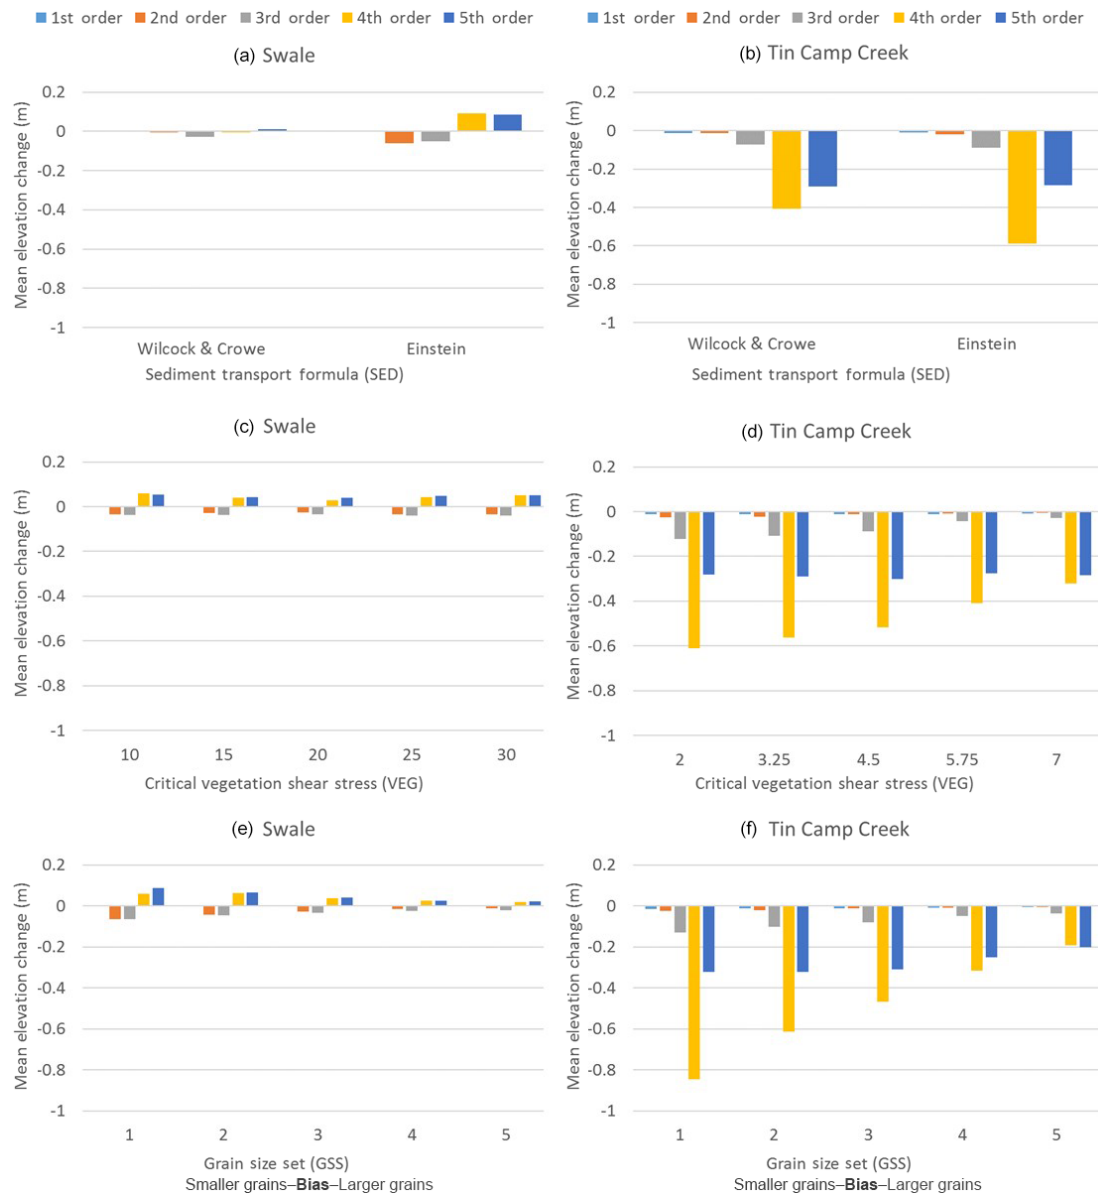 1st order 2nd order 3rd order 4th order 5th order
(a) Swale
Mean elevation change (m)
0.2
0
-0.2
-0.4
-0.6
-0.8
-1
Wilcock & Crowe Einstein
Sediment transport formula (SED)
1st order 2nd order 3rd order 4th order 5th order
(b) Tin Camp Creek
Mean elevation change (m)
0.2
0
-0.2
-0.4
-0.6
-0.8
-1
Wilcock & Crowe Einstein
Sediment transport formula (SED)
(c) Swale
Mean elevation change (m)
0.2
0
-0.2
-0.4
-0.6
-0.8
-1
10 15 20 25 30
Critical vegetation shear stress (VEG)
(d) Tin Camp Creek
Mean elevation change (m)
0.2
0
-0.2
-0.4
-0.6
-0.8
-1
2 3.25 4.5 5.75 7
Critical vegetation shear stress (VEG)
(e) Swale
Mean elevation change (m)
0.2
0
-0.2
-0.4
-0.6
-0.8
-1
1 2 3 4 5
Grain size set (GSS)
Smaller grains–Bias–Larger grains
(f) Tin Camp Creek
Mean elevation change (m)
0.2
0
-0.2
-0.4
-0.6
-0.8
-1
1 2 3 4 5
Grain size set (GSS)
Smaller grains–Bias–Larger grains